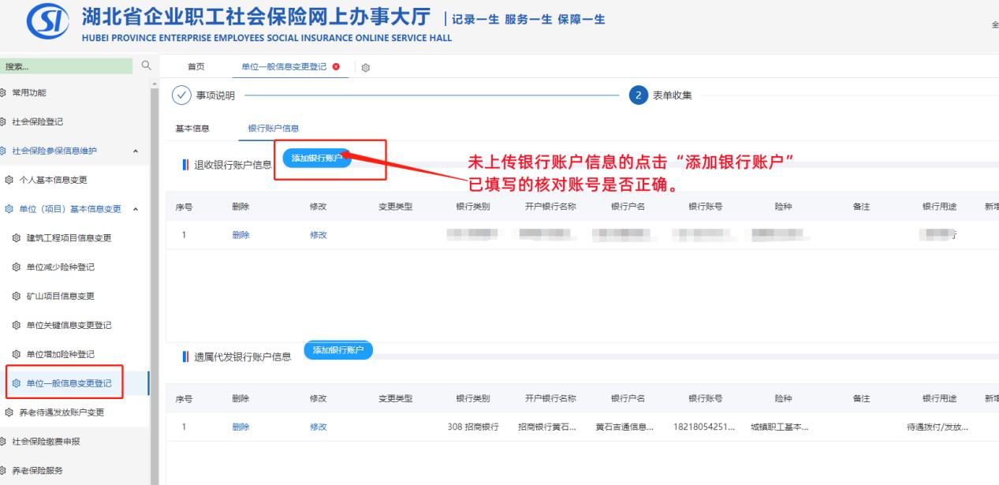 湖北省企业职工社会保险网上办事大厅 记录一生 服务一生 保障一生
HUBEI PROVINCE ENTERPRISE EMPLOYEES SOCIAL INSURANCE ONLINE SERVICE HALL
全
搜索...
首页 单位一般信息变更登记
常用功能
事项说明 2 表单收集
社会保险登记
基本信息 银行账户信息
社会保险参保信息维护
退收银行账户信息 添加银行账户
未上传银行账户信息的点击“添加银行账户”
已填写的核对账号是否正确。
个人基本信息变更
单位（项目）基本信息变更
序号 删除 修改 变更类型 银行类别 开户银行名称 银行户名 银行账号 险种 备注 银行用途 新增
1 删除 修改
建筑工程项目信息变更
单位减少险种登记
矿山项目信息变更
单位关键信息变更登记
单位增加险种登记
遗属代发银行账户信息 添加银行账户
单位一般信息变更登记
序号 删除 修改 变更类型 银行类别 开户银行名称 银行户名 银行账号 险种 备注 银行用途 新增
养老待遇发放账户变更
1 删除 修改 308 招商银行 招商银行黄石... 黄石吉通信息... 18218054251... 城镇职工基本... 待遇拨付/发放...
社会保险缴费申报
养老保险服务